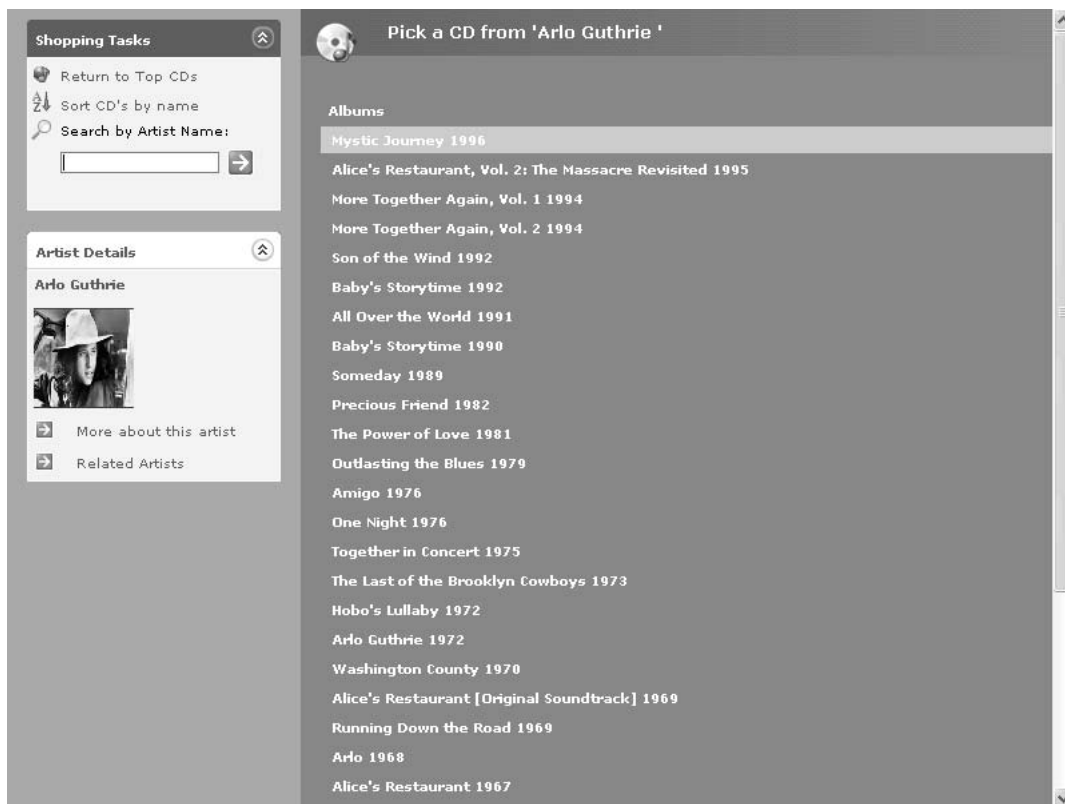 Shopping Tasks
Return to Top CDs
Sort CD's by name
Search by Artist Name:
Artist Details
Arlo Guthrie
More about this artist
Related Artists
Pick a CD from 'Arlo Guthrie '
Albums
Mystic Journey 1996
Alice's Restaurant, Vol. 2: The Massacre Revisited 1995
More Together Again, Vol. 1 1994
More Together Again, Vol. 2 1994
Son of the Wind 1992
Baby's Storytime 1992
All Over the World 1991
Baby's Storytime 1990
Someday 1989
Precious Friend 1982
The Power of Love 1981
Outlasting the Blues 1979
Amigo 1976
One Night 1976
Together in Concert 1975
The Last of the Brooklyn Cowboys 1973
Hobo's Lullaby 1972
Arlo Guthrie 1972
Washington County 1970
Alice's Restaurant [Original Soundtrack] 1969
Running Down the Road 1969
Arlo 1968
Alice's Restaurant 1967